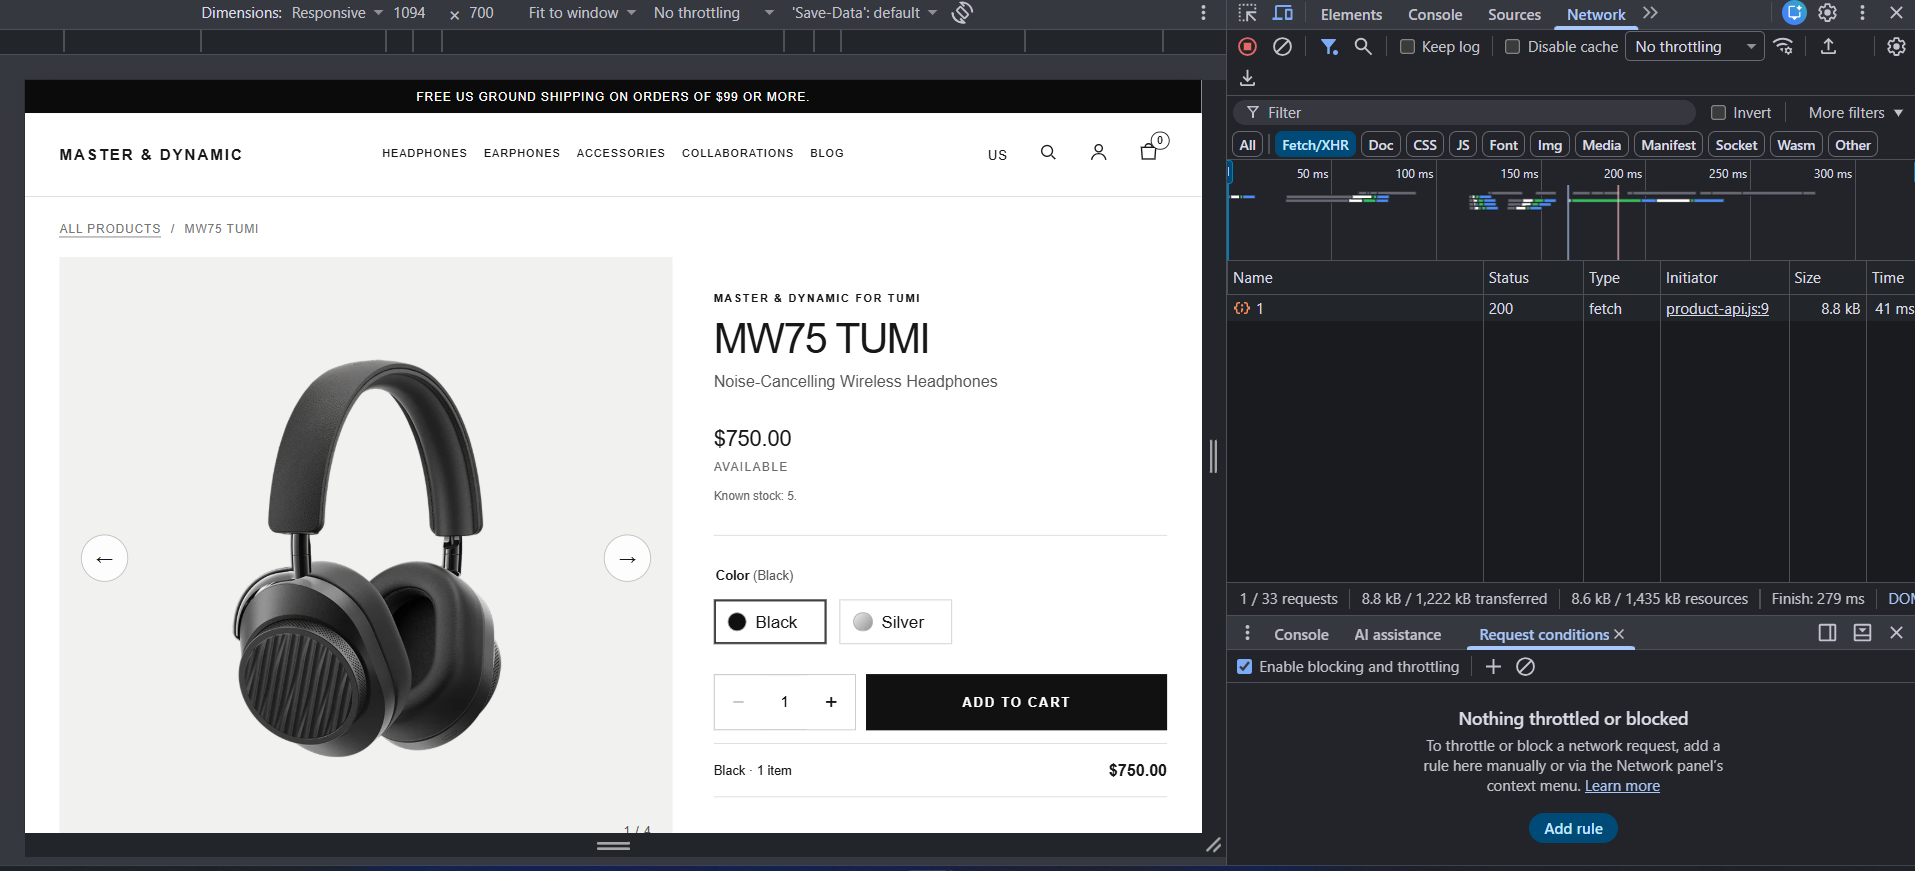 Dimensions: Responsive 1094 × 700 Fit to window No throttling 'Save-Data': default
FREE US GROUND SHIPPING ON ORDERS OF $99 OR MORE.
MASTER & DYNAMIC
HEADPHONES EARPHONES ACCESSORIES COLLABORATIONS BLOG
US
0
ALL PRODUCTS / MW75 TUMI
MASTER & DYNAMIC FOR TUMI
MW75 TUMI
Noise-Cancelling Wireless Headphones
$750.00
AVAILABLE
Known stock: 5.
← →
Color (Black)
Black Silver
− 1 + ADD TO CART
Black · 1 item $750.00
1 / 4
Elements Console Sources Network
Keep log Disable cache No throttling
Filter Invert More filters
All Fetch/XHR Doc CSS JS Font Img Media Manifest Socket Wasm Other
50 ms 100 ms 150 ms 200 ms 250 ms 300 ms
Name Status Type Initiator Size Time
1 200 fetch product-api.js:9 8.8 kB 41 ms
1 / 33 requests 8.8 kB / 1,222 kB transferred 8.6 kB / 1,435 kB resources Finish: 279 ms DOM
Console AI assistance Request conditions
Enable blocking and throttling
Nothing throttled or blocked
To throttle or block a network request, add a
rule here manually or via the Network panel's
context menu. Learn more
Add rule